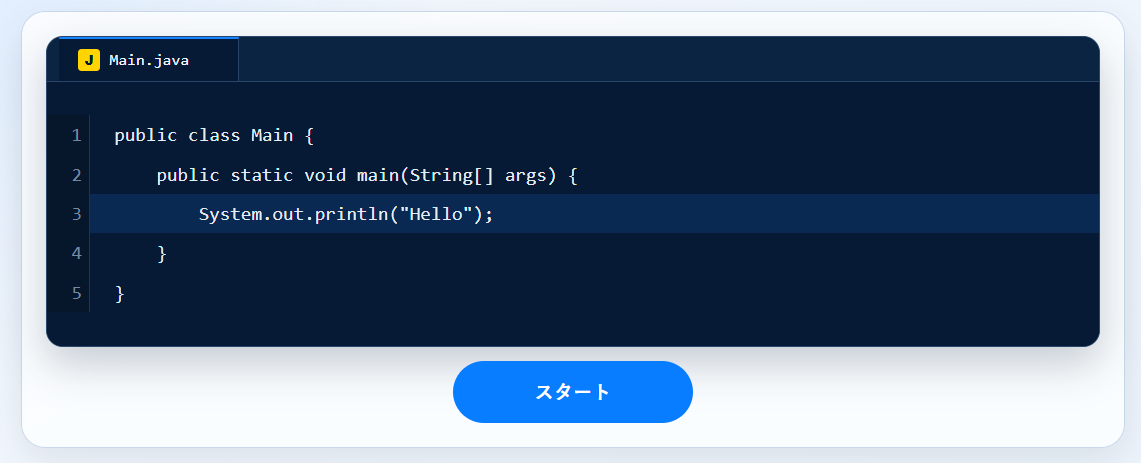 J Main.java
1 public class Main {
2     public static void main(String[] args) {
3         System.out.println("Hello");
4     }
5 }
スタート